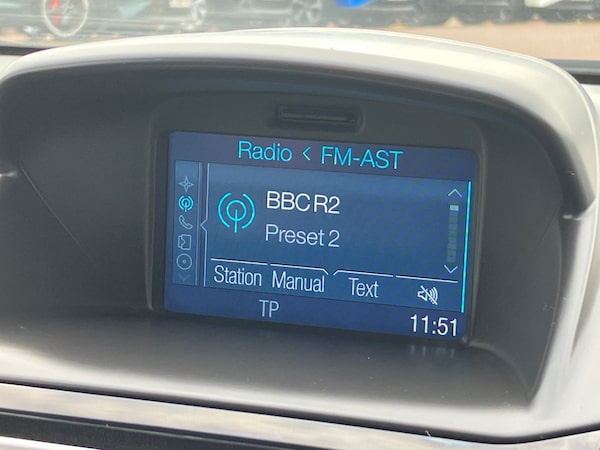 Radio < FM-AST
BBC R2
Preset 2
Station Manual Text
TP
11:51